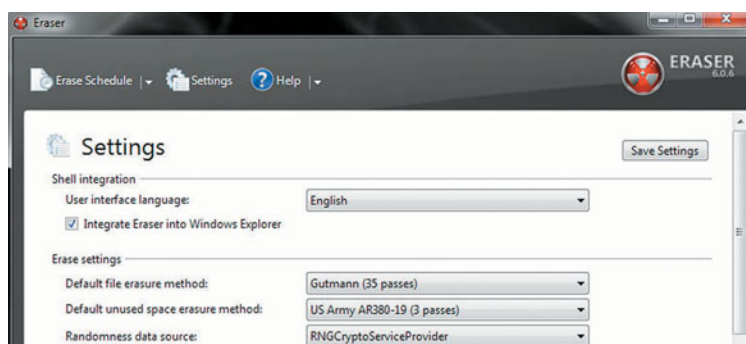 Eraser
Erase Schedule Settings Help
ERASER
6.0.6
Settings
Save Settings
Shell integration
User interface language: English
Integrate Eraser into Windows Explorer
Erase settings
Default file erasure method: Gutmann (35 passes)
Default unused space erasure method: US Army AR380-19 (3 passes)
Randomness data source: RNGCryptoServiceProvider